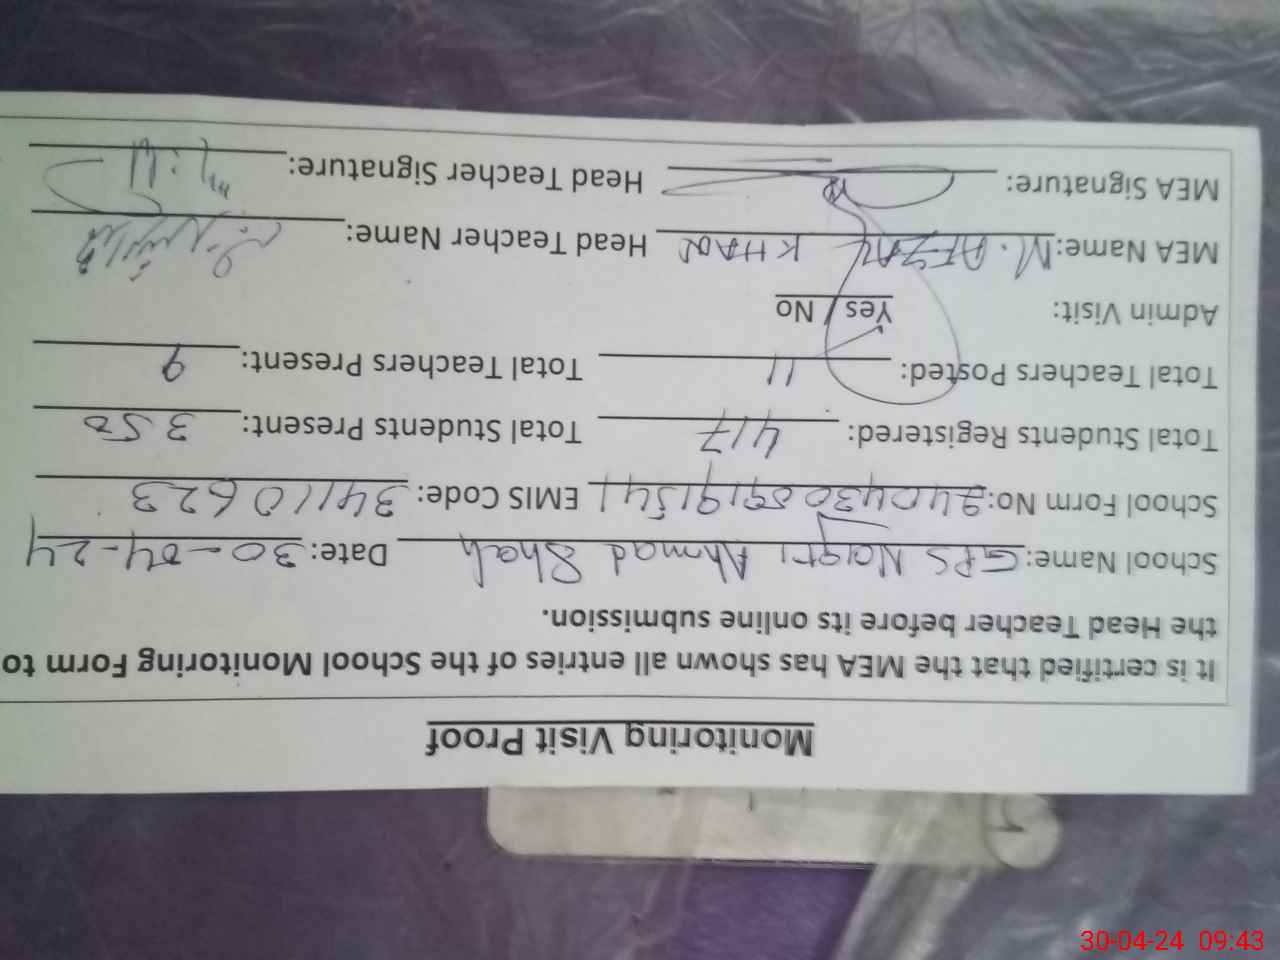 Monitoring Visit Proof
It is certified that the MEA has shown all entries of the School Monitoring Form to
the Head Teacher before its online submission.
School Name: GPS Nagri Ahmad Shah Date: 30-04-24
School Form No: EMIS Code: 34110623
Total Students Registered: 417 Total Students Present: 350
Total Teachers Posted: 11 Total Teachers Present: 9
Admin Visit: Yes / No
MEA Name: M. AFZAL KHAN Head Teacher Name:
MEA Signature: Head Teacher Signature:
30-04-24 09:43